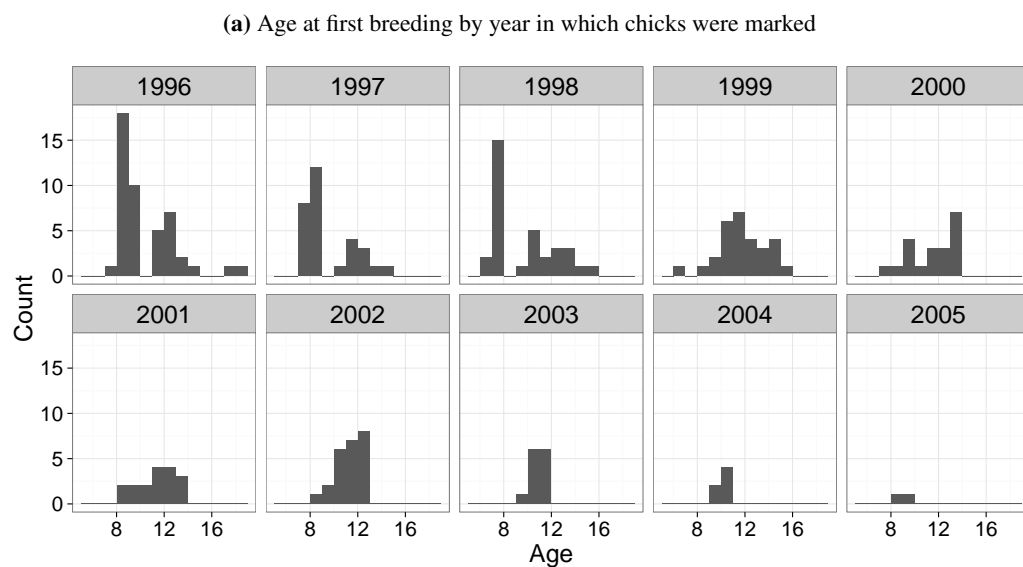 (a) Age at first breeding by year in which chicks were marked
1996 1997 1998 1999 2000
15
10
5
0
Count
2001 2002 2003 2004 2005
15
10
5
0
8 12 16 8 12 16 8 12 16 8 12 16 8 12 16
Age